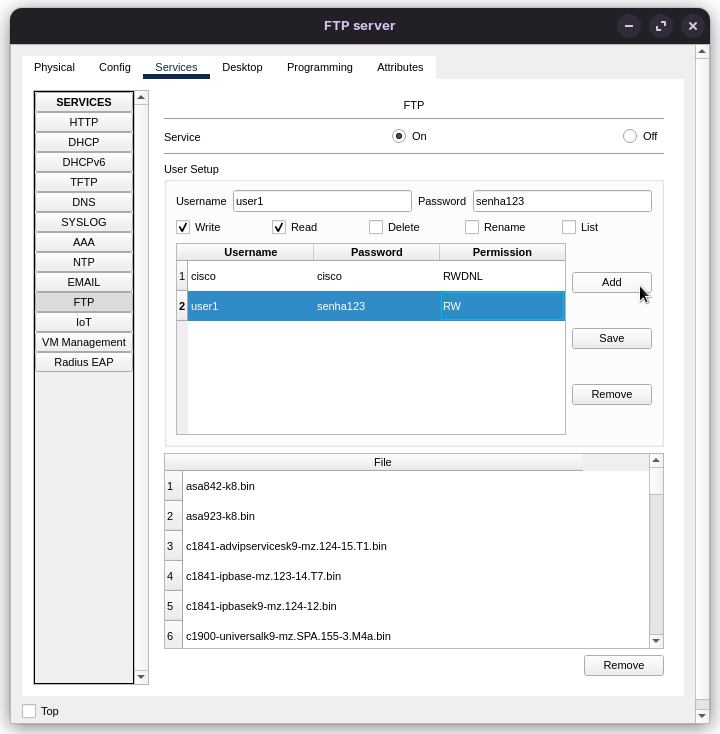 FTP server
Physical Config Services Desktop Programming Attributes
SERVICES
HTTP
DHCP
DHCPv6
TFTP
DNS
SYSLOG
AAA
NTP
EMAIL
FTP
IoT
VM Management
Radius EAP
FTP
Service On Off
User Setup
Username user1 Password senha123
Write Read Delete Rename List
Username Password Permission
1 cisco cisco RWDNL
2 user1 senha123 RW
Add
Save
Remove
File
1 asa842-k8.bin
2 asa923-k8.bin
3 c1841-advipservicesk9-mz.124-15.T1.bin
4 c1841-ipbase-mz.123-14.T7.bin
5 c1841-ipbasek9-mz.124-12.bin
6 c1900-universalk9-mz.SPA.155-3.M4a.bin
Remove
Top